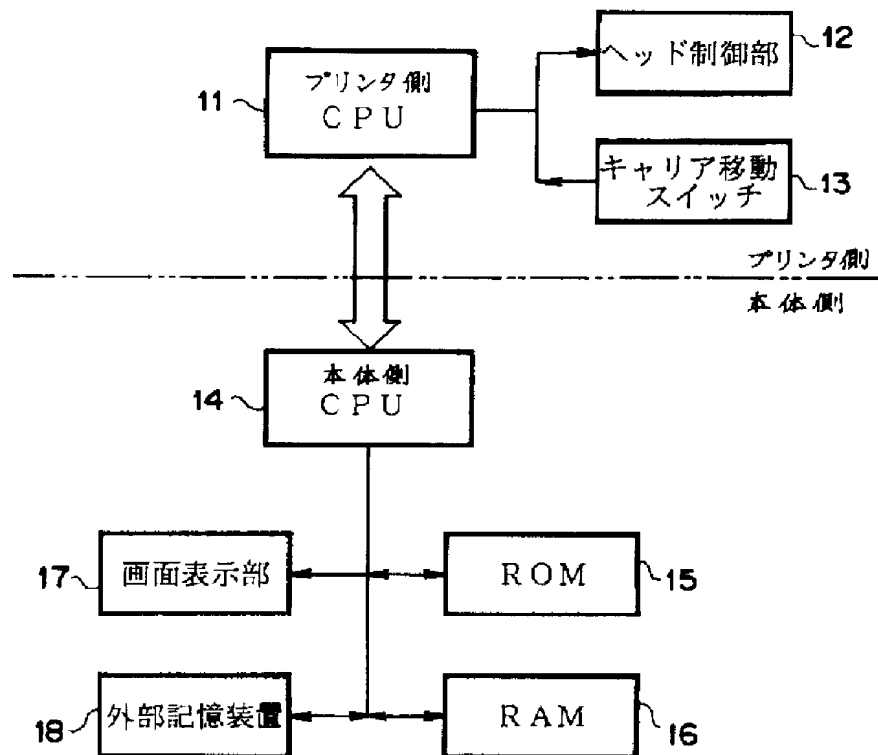 ヘッド制御部
12
プリンタ側
11
CPU
キャリア移動
スイッチ
13
プリンタ側
本体側
本体側
14
CPU
17
画面表示部
ROM
15
18
外部記憶装置
RAM
16